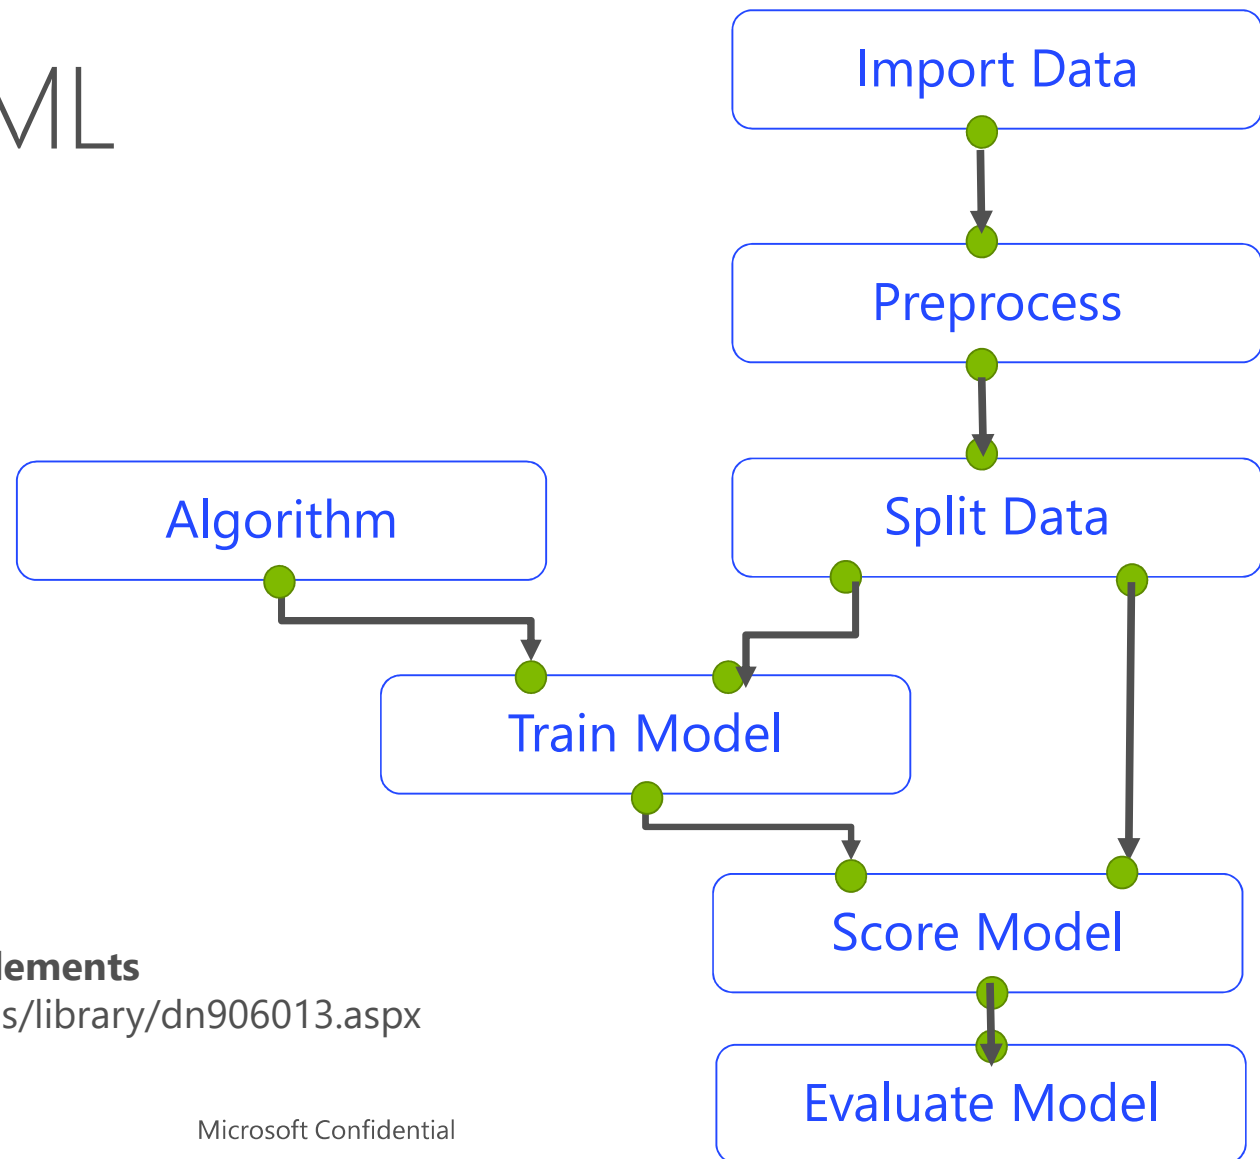 ML
Import Data
Preprocess
Algorithm
Split Data
Train Model
Score Model
lements
s/library/dn906013.aspx
Evaluate Model
Microsoft Confidential